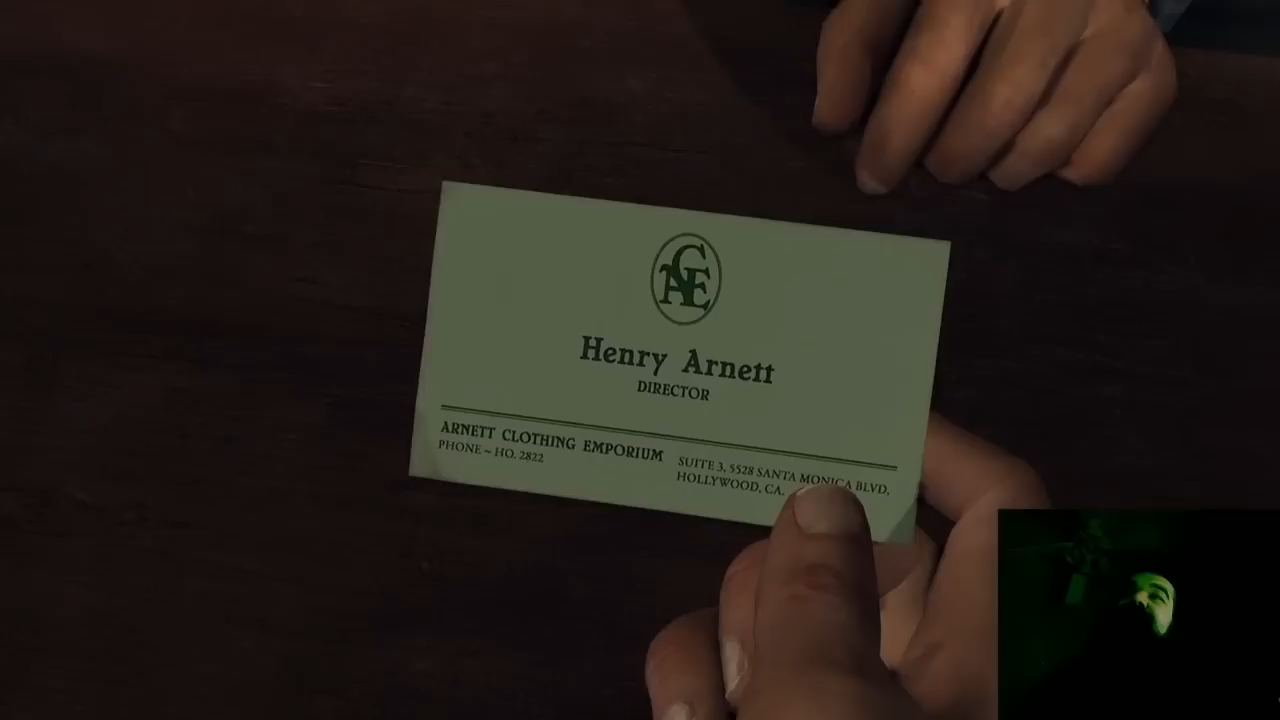 ACE
Henry Arnett
DIRECTOR
ARNETT CLOTHING EMPORIUM
PHONE ~ HO. 2822
SUITE 3, 5528 SANTA MONICA BLVD,
HOLLYWOOD, CA.